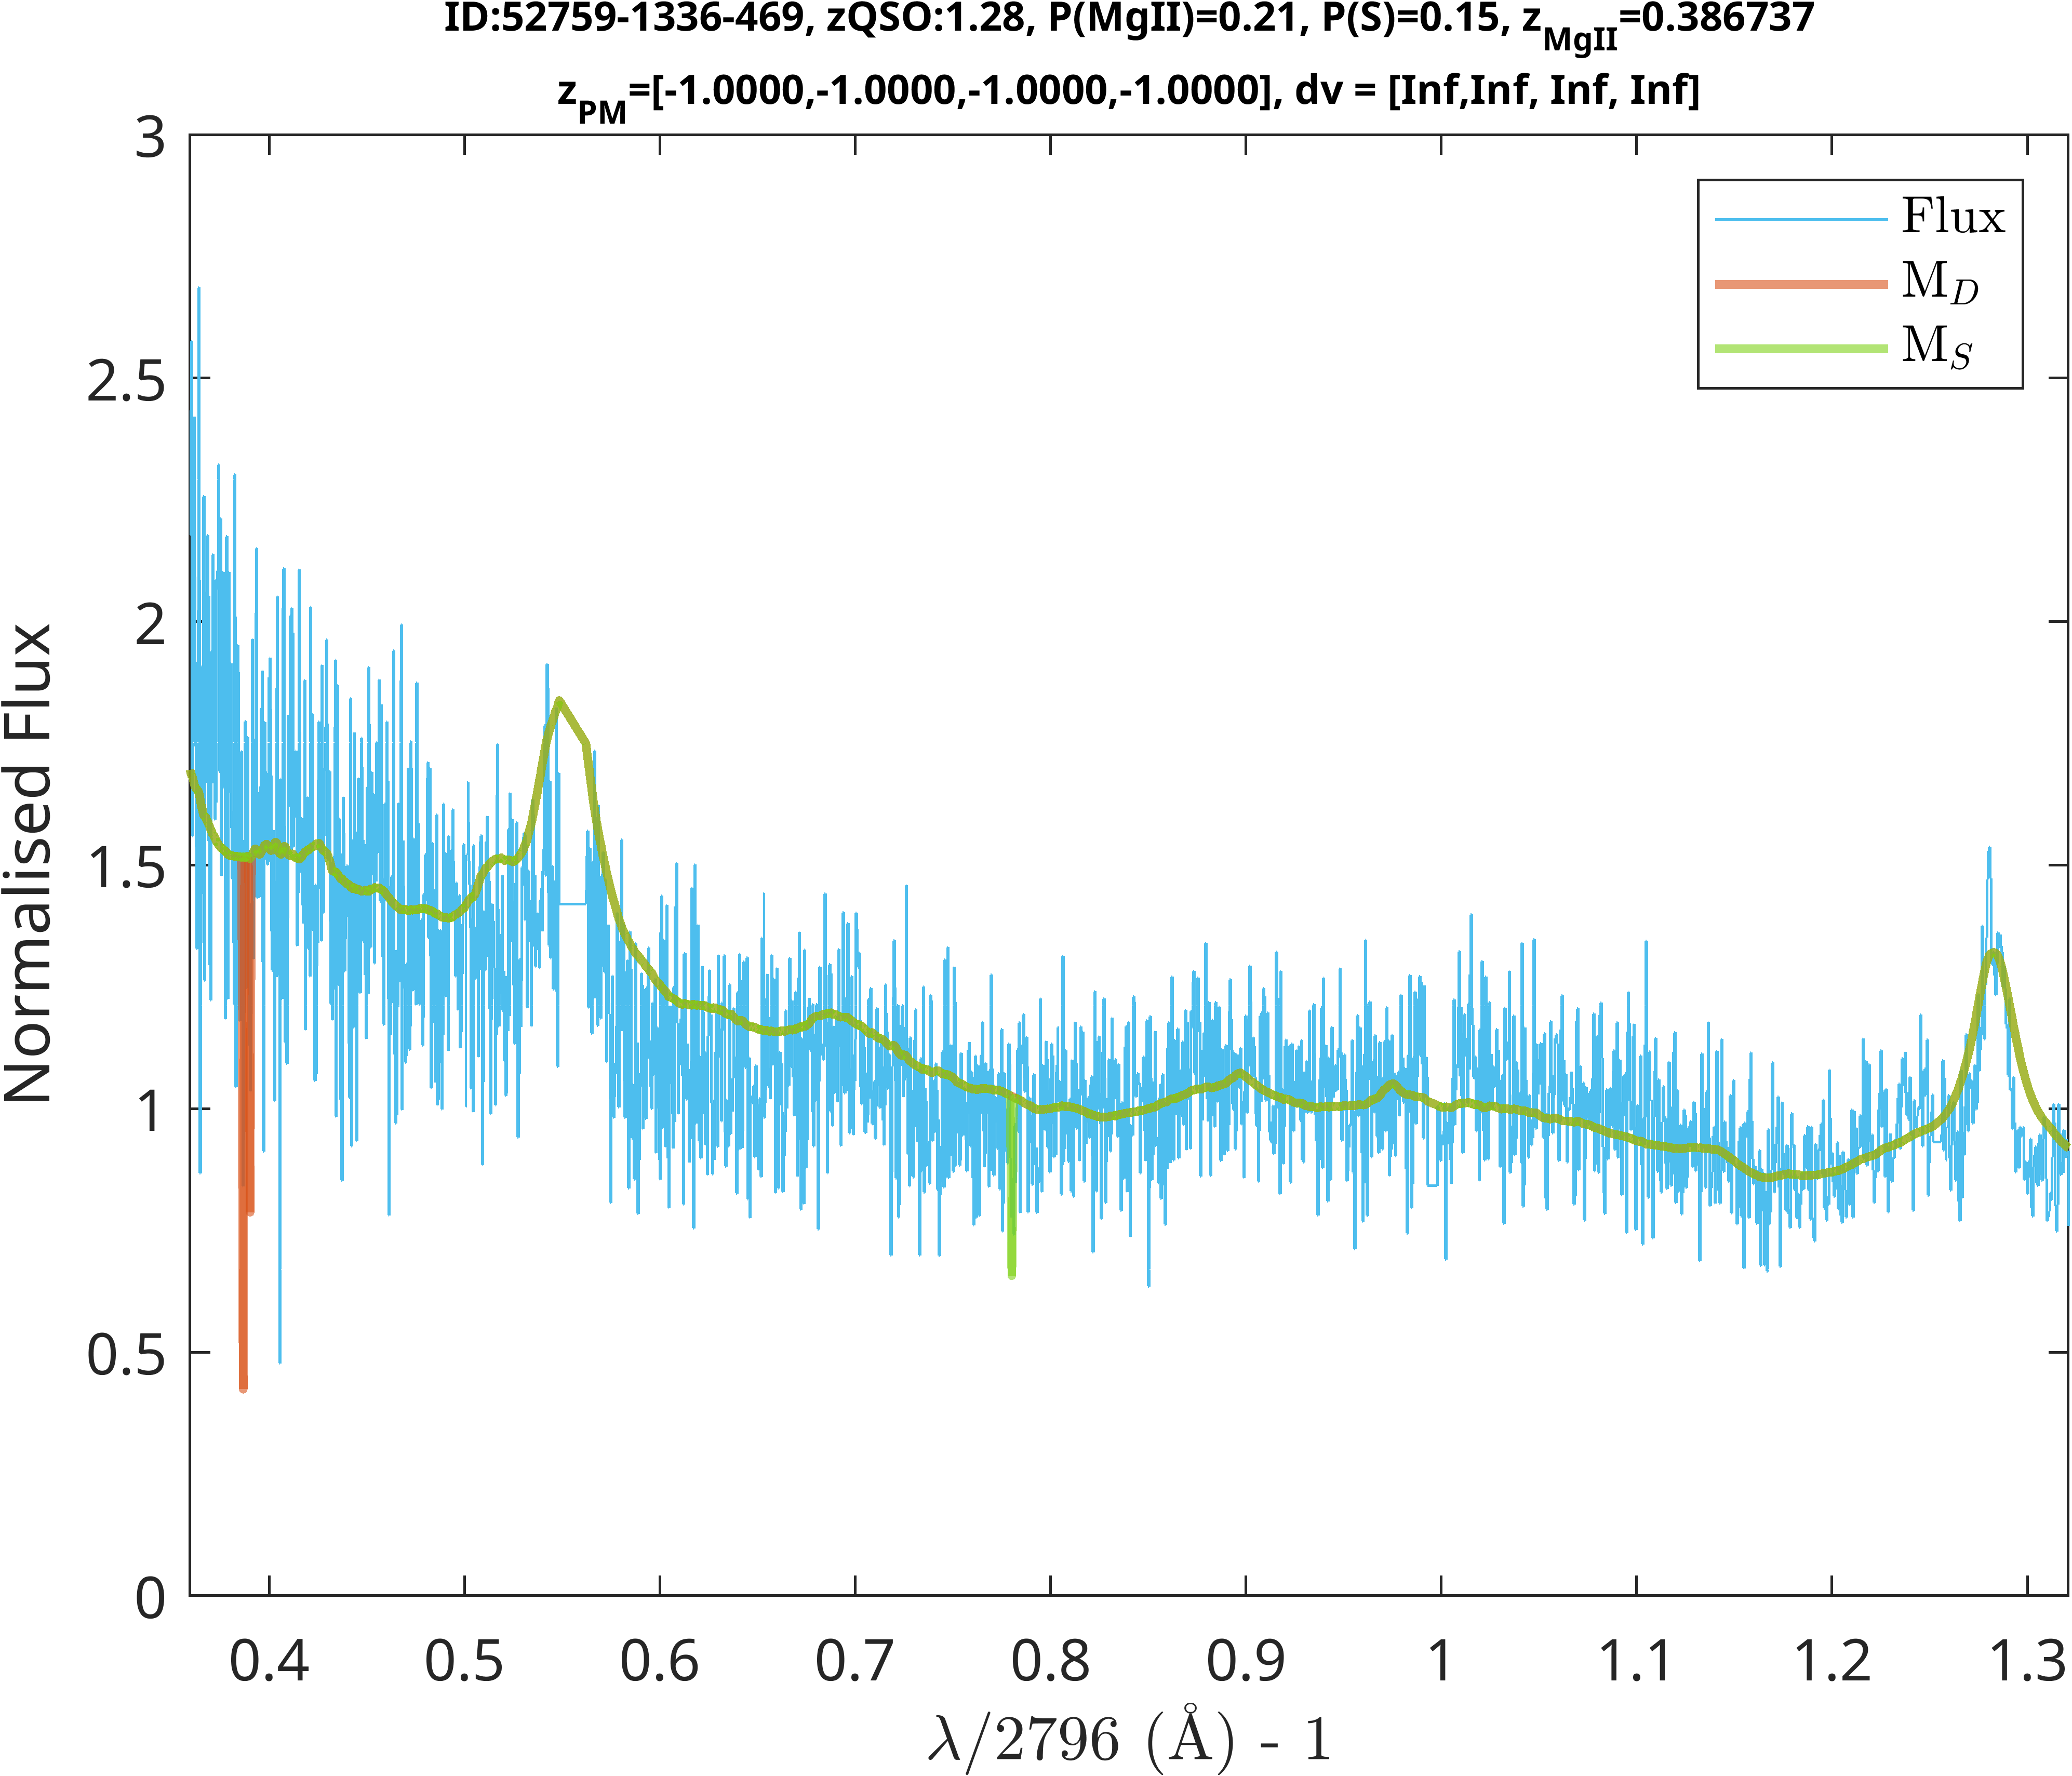 ID:52759-1336-469, zQSO:1.28, P(MgII)=0.21, P(S)=0.15, zMgII=0.386737
zPM=[-1.0000,-1.0000,-1.0000,-1.0000], dv = [Inf,Inf, Inf, Inf]
3
2.5
2
1.5
1
0.5
0
Normalised Flux
Flux
MD
MS
0.4 0.5 0.6 0.7 0.8 0.9 1 1.1 1.2 1.3
λ/2796 (Å) - 1